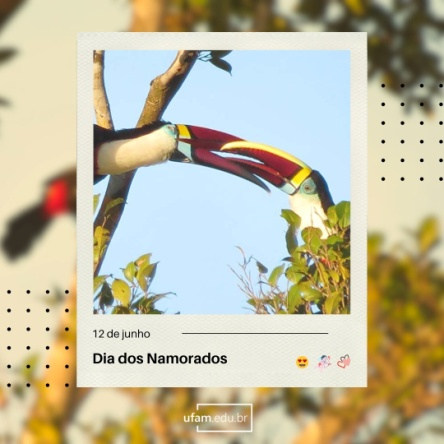 12 de junho
Dia dos Namorados
ufam.edu.br